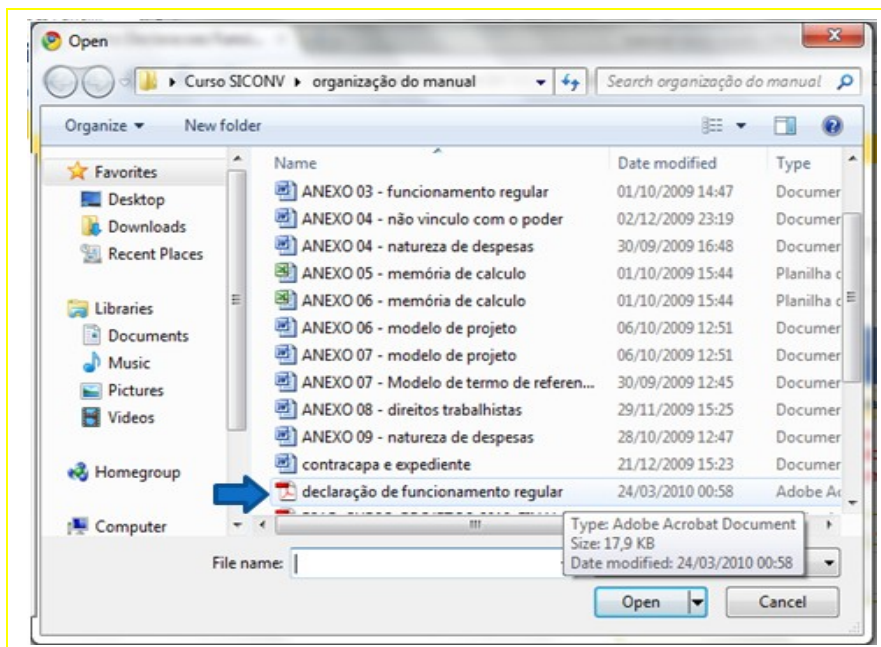 Open
Curso SICONV ▸ organização do manual
Search organização do manual
Organize
New folder
Name
Date modified
Type
Favorites
Desktop
Downloads
Recent Places
Libraries
Documents
Music
Pictures
Videos
Homegroup
Computer
ANEXO 03 - funcionamento regular 01/10/2009 14:47 Documer
ANEXO 04 - não vinculo com o poder 02/12/2009 23:19 Documer
ANEXO 04 - natureza de despesas 30/09/2009 16:48 Documer
ANEXO 05 - memória de calculo 01/10/2009 15:44 Planilha c
ANEXO 06 - memória de calculo 01/10/2009 15:44 Planilha c
ANEXO 06 - modelo de projeto 06/10/2009 12:51 Documer
ANEXO 07 - modelo de projeto 06/10/2009 12:51 Documer
ANEXO 07 - Modelo de termo de referen... 30/09/2009 12:45 Documer
ANEXO 08 - direitos trabalhistas 29/11/2009 15:25 Documer
ANEXO 09 - natureza de despesas 28/10/2009 12:47 Documer
contracapa e expediente 21/12/2009 15:23 Documer
declaração de funcionamento regular 24/03/2010 00:58 Adobe Ac
Type: Adobe Acrobat Document
Size: 17,9 KB
Date modified: 24/03/2010 00:58
File name:
Open
Cancel